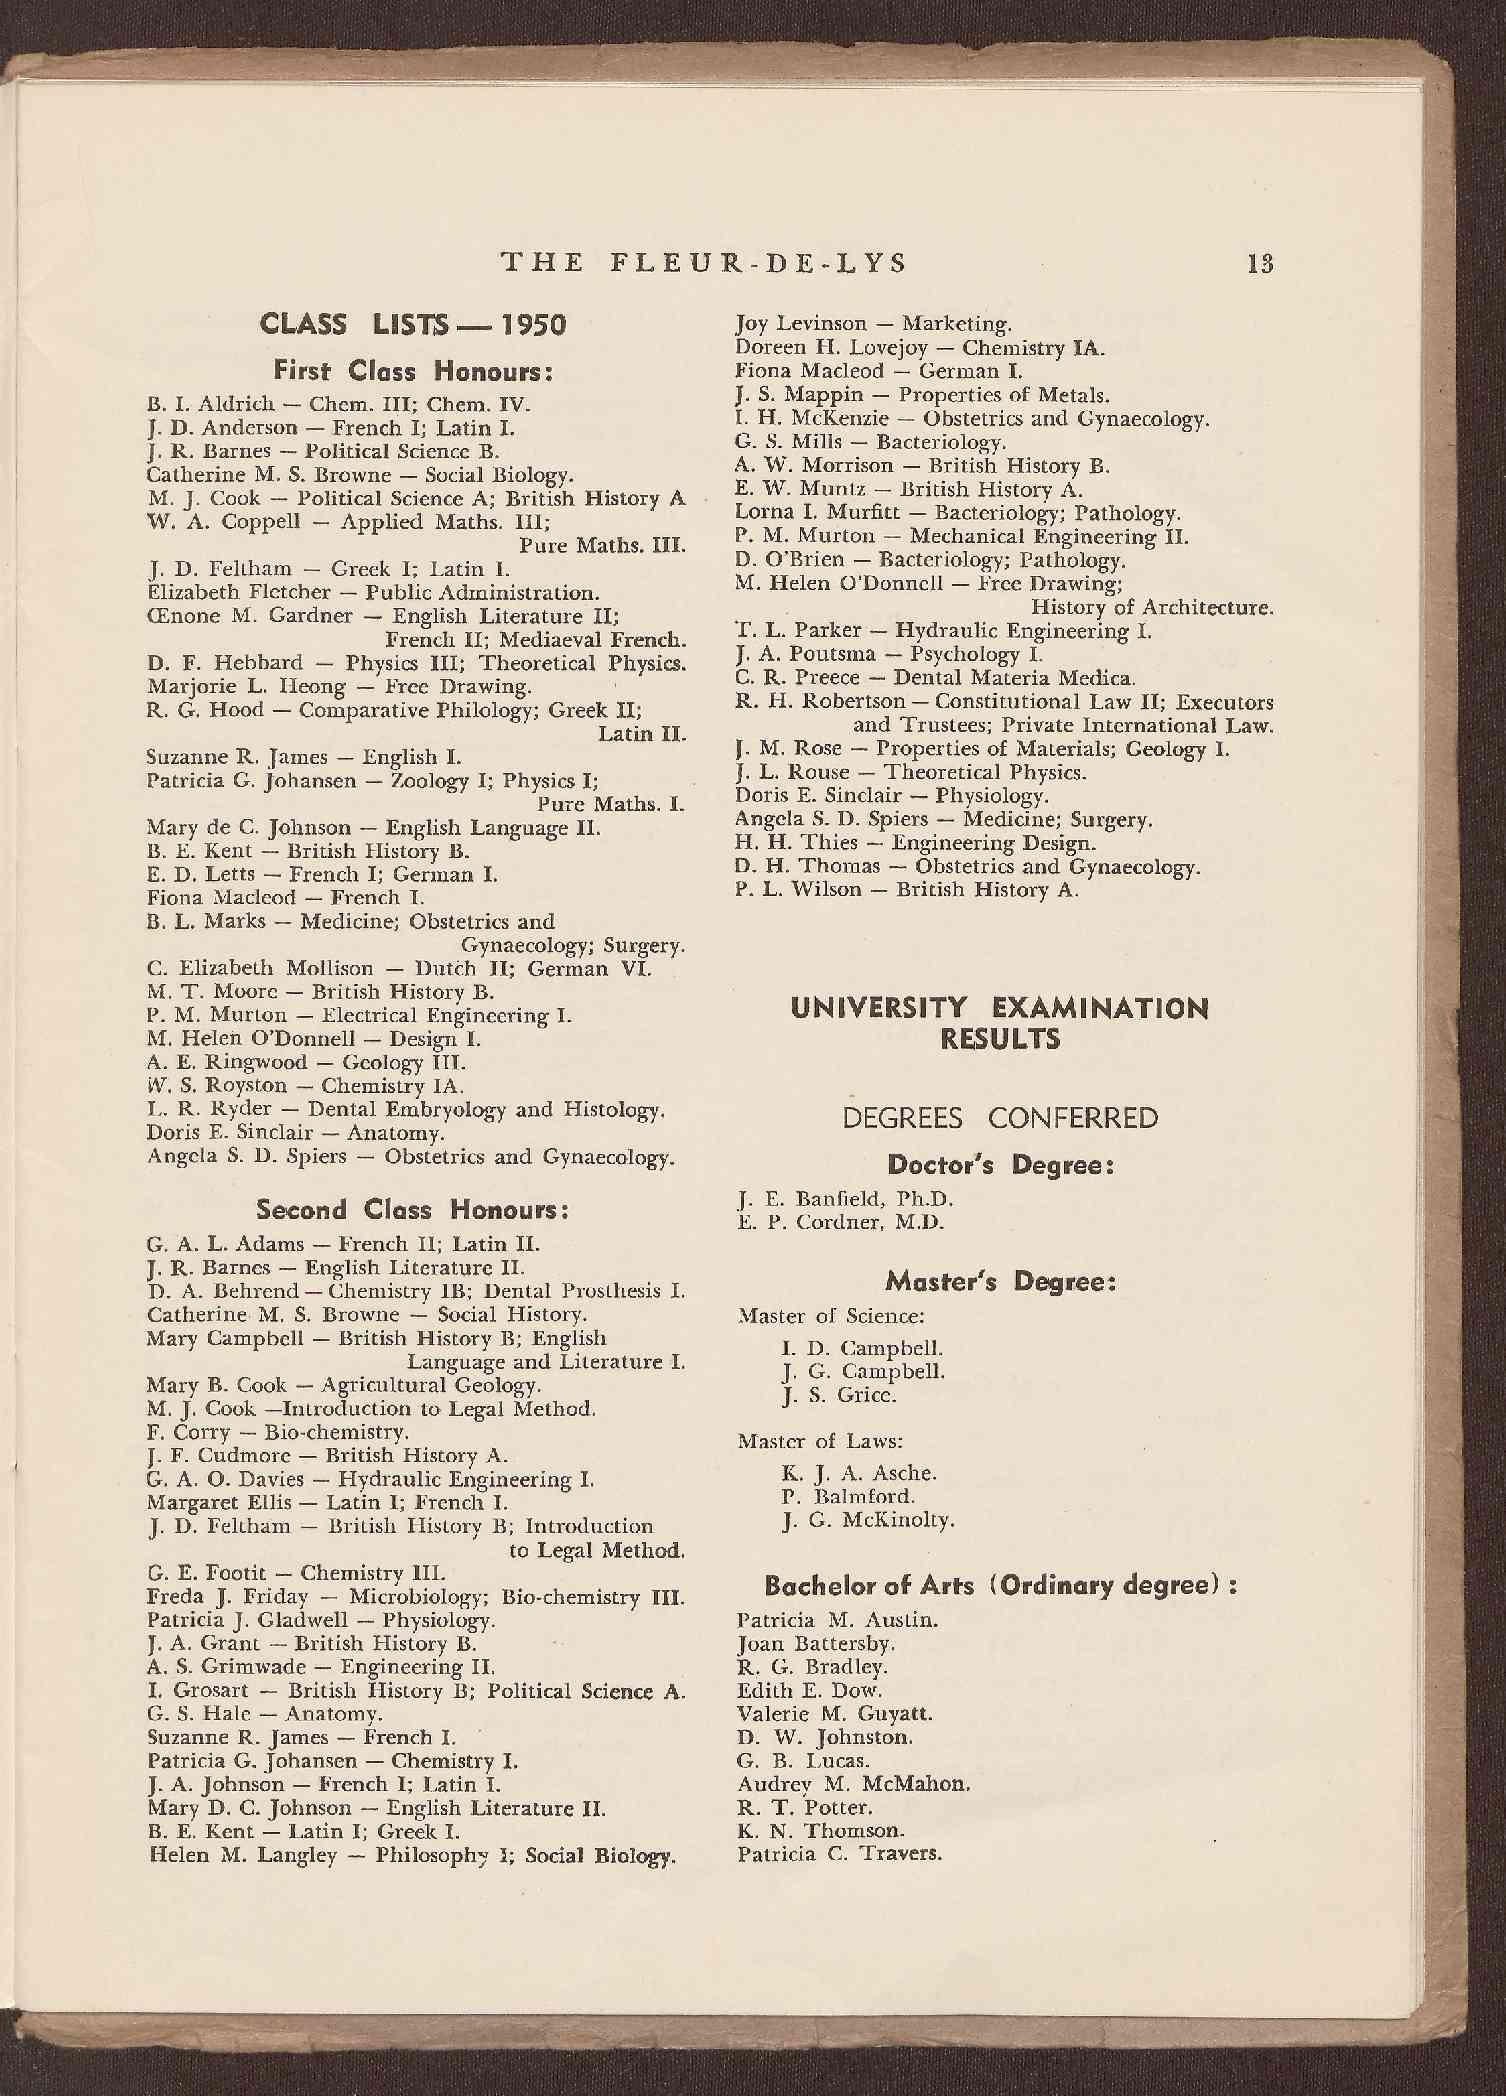 THE FLEUR-DE-LYS
13
CLASS LISTS — 1950
First Class Honours:
B. I. Aldrich — Chem. III; Chem. IV.
J. D. Anderson — French I; Latin I.
J. R. Barnes — Political Science B.
Catherine M. S. Browne — Social Biology.
M. J. Cook — Political Science A; British History A
W. A. Coppell — Applied Maths. III;
Pure Maths. III.
J. D. Feltham — Greek I; Latin I.
Elizabeth Fletcher — Public Administration.
Œnone M. Gardner — English Literature II;
French II; Mediaeval French.
D. F. Hebbard — Physics III; Theoretical Physics.
Marjorie L. Heong — Free Drawing.
R. G. Hood — Comparative Philology; Greek II;
Latin II.
Suzanne R. James — English I.
Patricia G. Johansen — Zoology I; Physics I;
Pure Maths. I.
Mary de C. Johnson — English Language II.
B. E. Kent — British History B.
E. D. Letts — French I; German I.
Fiona Macleod — French I.
B. L. Marks — Medicine; Obstetrics and
Gynaecology; Surgery.
C. Elizabeth Mollison — Dutch II; German VI.
M. T. Moore — British History B.
P. M. Murton — Electrical Engineering I.
M. Helen O'Donnell — Design I.
A. E. Ringwood — Geology III.
W. S. Royston — Chemistry IA.
L. R. Ryder — Dental Embryology and Histology.
Doris E. Sinclair — Anatomy.
Angela S. D. Spiers — Obstetrics and Gynaecology.
Second Class Honours:
G. A. L. Adams — French II; Latin II.
J. R. Barnes — English Literature II.
D. A. Behrend — Chemistry IB; Dental Prosthesis I.
Catherine M. S. Browne — Social History.
Mary Campbell — British History B; English
Language and Literature I.
Mary B. Cook — Agricultural Geology.
M. J. Cook —Introduction to Legal Method.
F. Corry — Bio-chemistry.
J. F. Cudmore — British History A.
G. A. O. Davies — Hydraulic Engineering I.
Margaret Ellis — Latin I; French I.
J. D. Feltham — British History B; Introduction
to Legal Method.
G. E. Footit — Chemistry III.
Freda J. Friday — Microbiology; Bio-chemistry III.
Patricia J. Gladwell — Physiology.
J. A. Grant — British History B.
A. S. Grimwade — Engineering II.
I. Grosart — British History B; Political Science A.
G. S. Hale — Anatomy.
Suzanne R. James — French I.
Patricia G. Johansen — Chemistry I.
J. A. Johnson — French I; Latin I.
Mary D. C. Johnson — English Literature II.
B. E. Kent — Latin I; Greek I.
Helen M. Langley — Philosophy I; Social Biology.
Joy Levinson — Marketing.
Doreen H. Lovejoy — Chemistry IA.
Fiona Macleod — German I.
J. S. Mappin — Properties of Metals.
I. H. McKenzie — Obstetrics and Gynaecology.
G. S. Mills — Bacteriology.
A. W. Morrison — British History B.
E. W. Muntz — British History A.
Lorna I. Murfitt — Bacteriology; Pathology.
P. M. Murton — Mechanical Engineering II.
D. O'Brien — Bacteriology; Pathology.
M. Helen O'Donnell — Free Drawing;
History of Architecture.
T. L. Parker — Hydraulic Engineering I.
J. A. Poutsma — Psychology I.
C. R. Preece — Dental Materia Medica.
R. H. Robertson — Constitutional Law II; Executors
and Trustees; Private International Law.
J. M. Rose — Properties of Materials; Geology I.
J. L. Rouse — Theoretical Physics.
Doris E. Sinclair — Physiology.
Angela S. D. Spiers — Medicine; Surgery.
H. H. Thies — Engineering Design.
D. H. Thomas — Obstetrics and Gynaecology.
P. L. Wilson — British History A.
UNIVERSITY EXAMINATION
RESULTS
DEGREES CONFERRED
Doctor's Degree:
J. E. Banfield, Ph.D.
E. P. Cordner, M.D.
Master's Degree:
Master of Science:
I. D. Campbell.
J. G. Campbell.
J. S. Grice.
Master of Laws:
K. J. A. Asche.
P. Balmford.
J. G. McKinolty.
Bachelor of Arts (Ordinary degree) :
Patricia M. Austin.
Joan Battersby.
R. G. Bradley.
Edith E. Dow.
Valerie M. Guyatt.
D. W. Johnston.
G. B. Lucas.
Audrey M. McMahon.
R. T. Potter.
K. N. Thomson.
Patricia C. Travers.